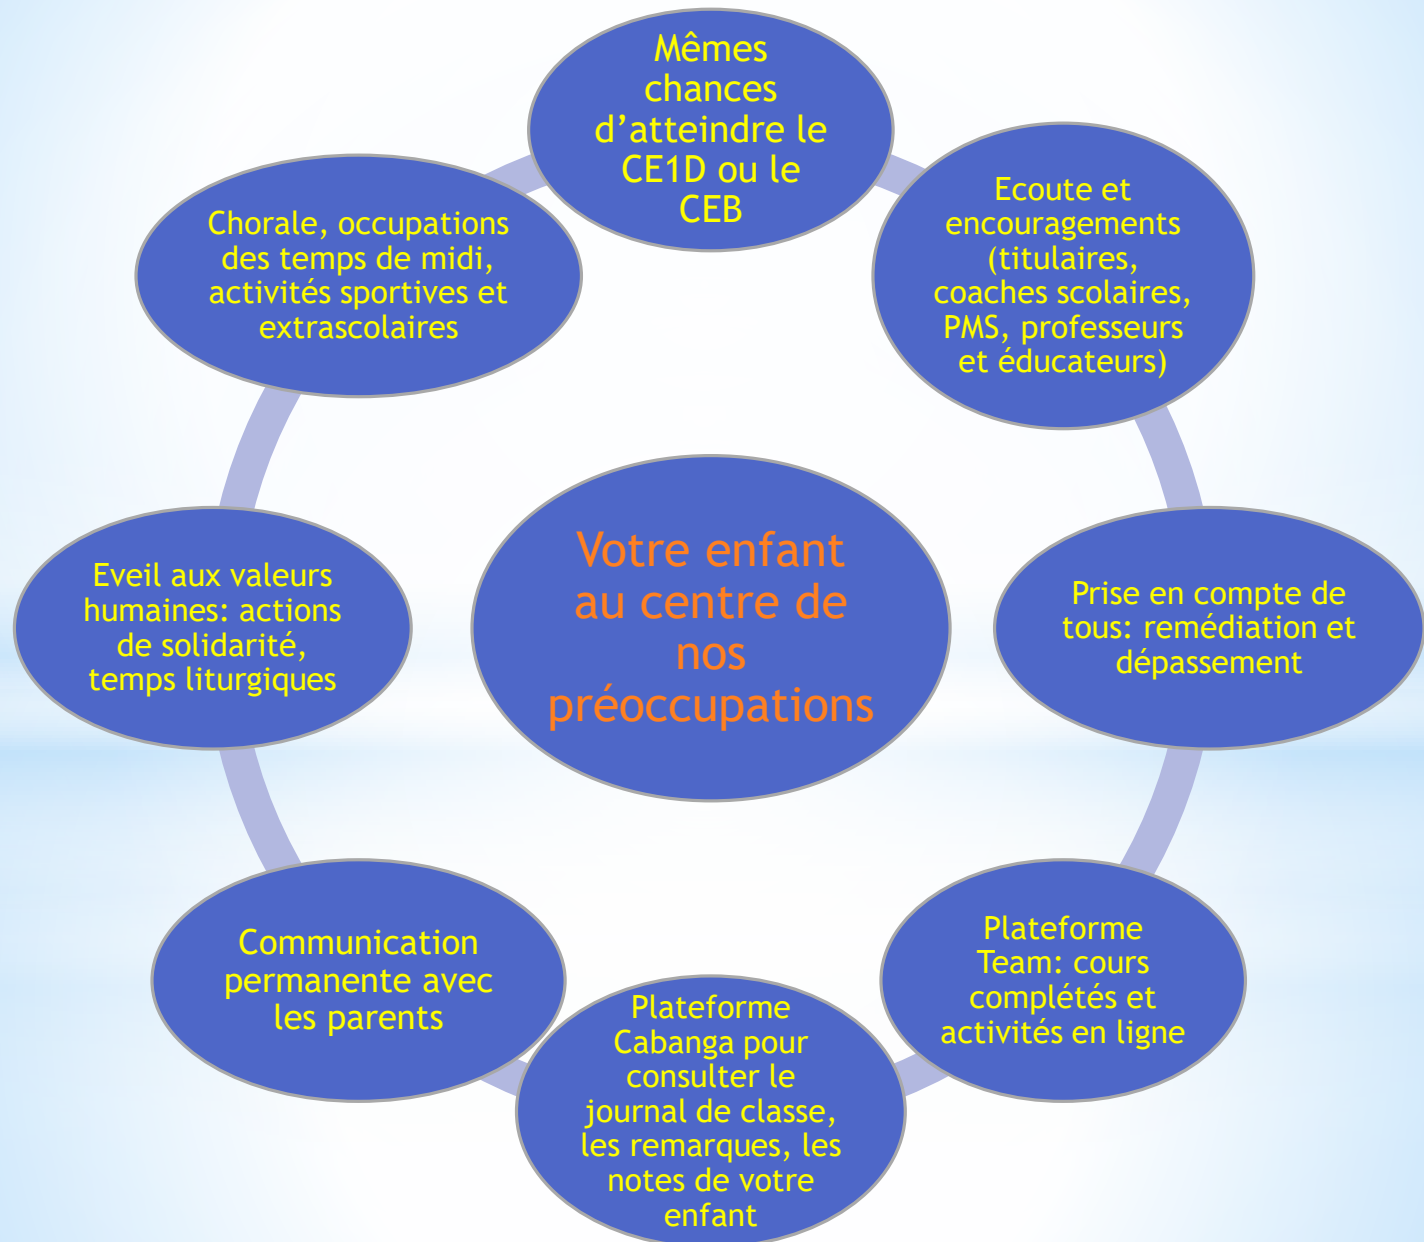 Mêmes
chances
d’atteindre le
CE1D ou le
CEB
Ecoute et
encouragements
(titulaires,
coaches scolaires,
PMS, professeurs
et éducateurs)
Prise en compte de
tous: remédiation et
dépassement
Plateforme
Team: cours
complétés et
activités en ligne
Plateforme
Cabanga pour
consulter le
journal de classe,
les remarques, les
notes de votre
enfant
Communication
permanente avec
les parents
Eveil aux valeurs
humaines: actions
de solidarité,
temps liturgiques
Chorale, occupations
des temps de midi,
activités sportives et
extrascolaires
Votre enfant
au centre de
nos
préoccupations